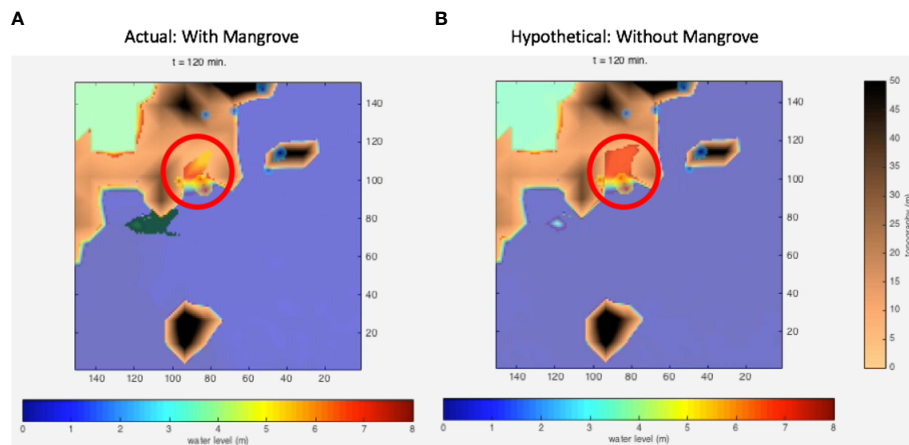 A
B
Actual: With Mangrove
Hypothetical: Without Mangrove
t = 120 min.
t = 120 min.
140
120
100
80
60
40
20
140 120 100 80 60 40 20
0 1 2 3 4 5 6 7 8
water level (m)
140
120
100
80
60
40
20
140 120 100 80 60 40 20
0 1 2 3 4 5 6 7 8
water level (m)
50
45
40
35
30
25
20
15
10
5
0
topography (m)